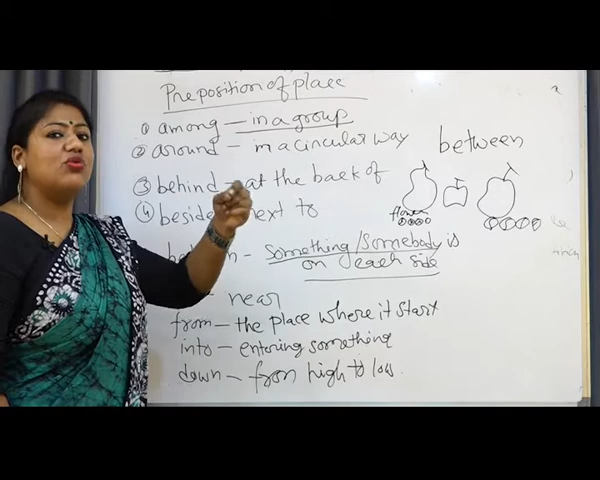 Preposition of place
① among — in a group
② around — in a circular way
between
③ behind — at the back of
④ beside next to
flower
something/somebody is
on each side
— near
from — the place where it start
into — entering something
down — from high to low